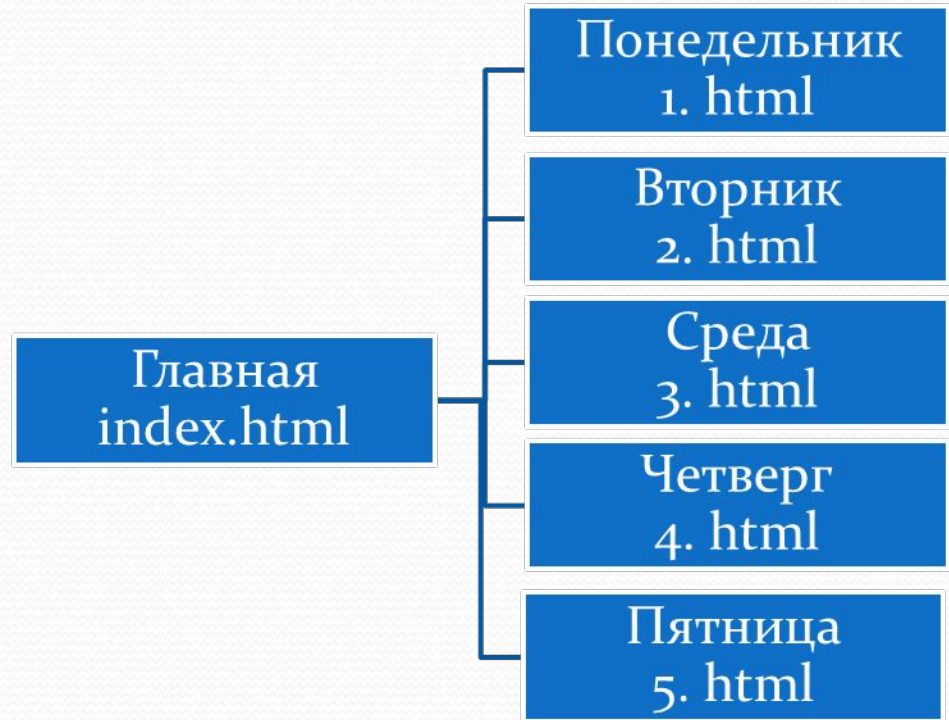 Понедельник
1. html
Вторник
2. html
Среда
3. html
Главная
index.html
Четверг
4. html
Пятница
5. html